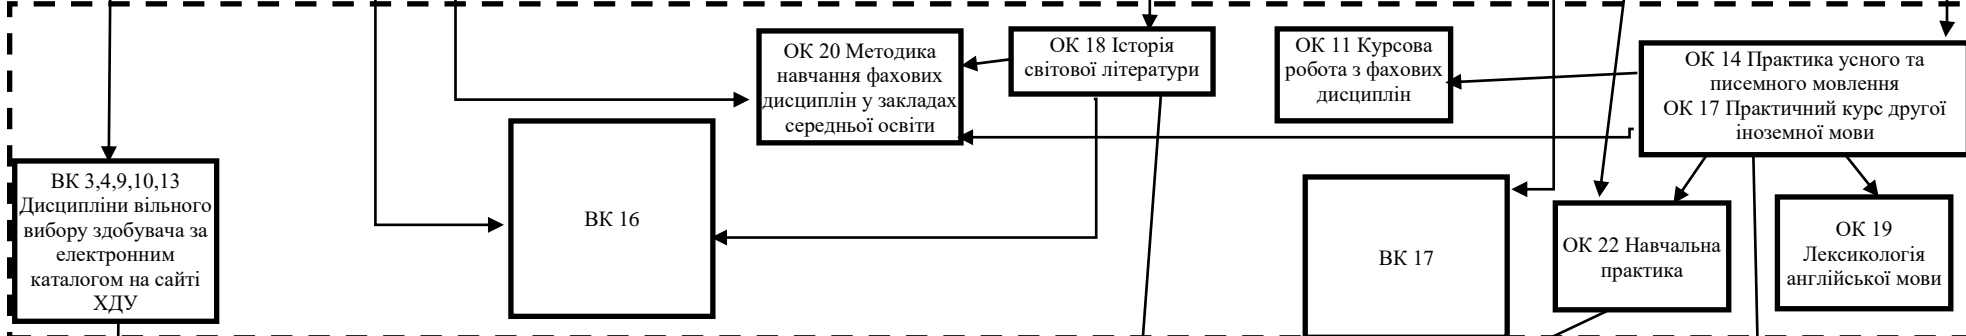 ОК 20 Методика
навчання фахових
дисциплін у закладах
середньої освіти
ОК 18 Історія
світової літератури
ОК 11 Курсова
робота з фахових
дисциплін
ОК 14 Практика усного та
писемного мовлення
ОК 17 Практичний курс другої
іноземної мови
ВК 3,4,9,10,13
Дисципліни вільного
вибору здобувача за
електронним
каталогом на сайті
ХДУ
ВК 16
ВК 17
ОК 22 Навчальна
практика
ОК 19
Лексикологія
англійської мови